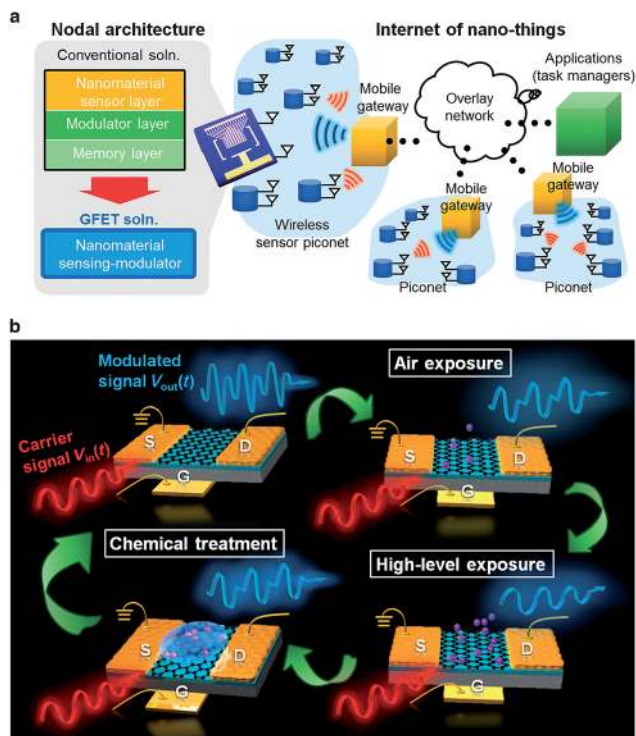 a
Nodal architecture
Internet of nano-things
Conventional soln.
Nanomaterial
sensor layer
Modulator layer
Memory layer
GFET soln.
Nanomaterial
sensing-modulator
Mobile
gateway
Wireless
sensor piconet
Overlay
network
Applications
(task managers)
Mobile
gateway
Piconet
Mobile
gateway
Piconet
b
Modulated
signal Vout(t)
Carrier
signal Vin(t)
S
D
G
Air exposure
S
D
G
Chemical treatment
S
D
G
High-level exposure
S
D
G